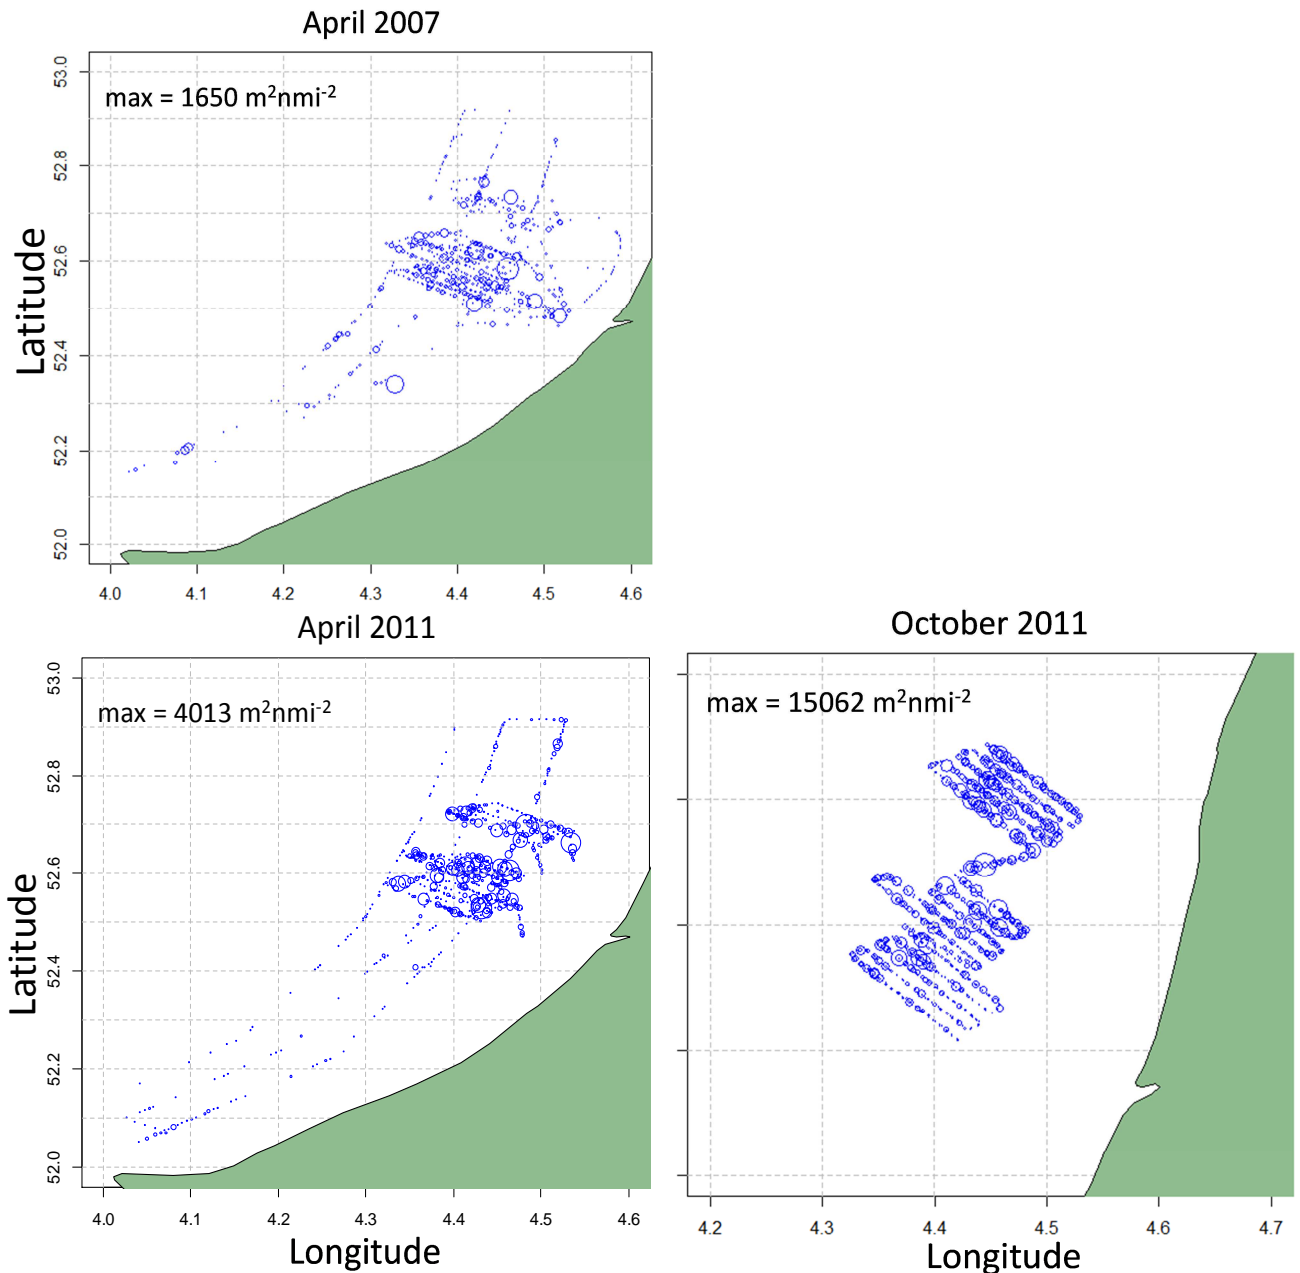 April 2007
max = 1650 m²nmi⁻²
Latitude
53.0
52.8
52.6
52.4
52.2
52.0
4.0 4.1 4.2 4.3 4.4 4.5 4.6
April 2011
max = 4013 m²nmi⁻²
Latitude
53.0
52.8
52.6
52.4
52.2
52.0
4.0 4.1 4.2 4.3 4.4 4.5 4.6
Longitude
October 2011
max = 15062 m²nmi⁻²
4.2 4.3 4.4 4.5 4.6 4.7
Longitude